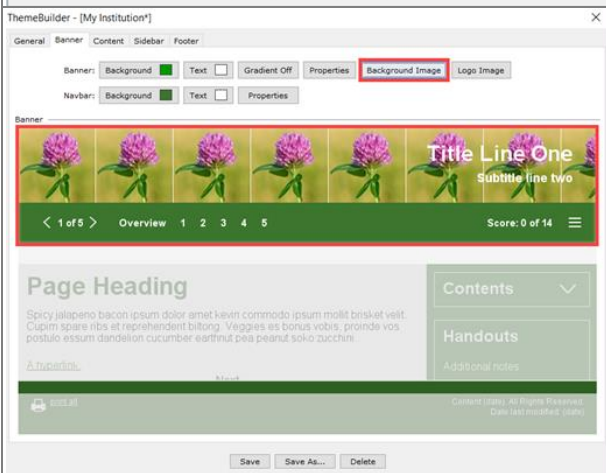 ThemeBuilder - [My Institution*]
General Banner Content Sidebar Footer
Banner: Background Text Gradient Off Properties Background Image Logo Image
Navbar: Background Text Properties
Banner
Title Line One
Subtitle line two
1 of 5 Overview 1 2 3 4 5 Score: 0 of 14
Page Heading
Spicy jalapeno bacon ipsum dolor amet kevin commodo ipsum mollit brisket velit.
Cupim spare ribs et reprehenderit biltong. Veggies es bonus vobis, proinde vos
postulo essum dandelion cucumber earthnut pea peanut soko zucchini.
A hyperlink.
Next
Contents
Handouts
Additional notes
print all
Content (date). All Rights Reserved.
Date last modified: (date)
Save Save As... Delete